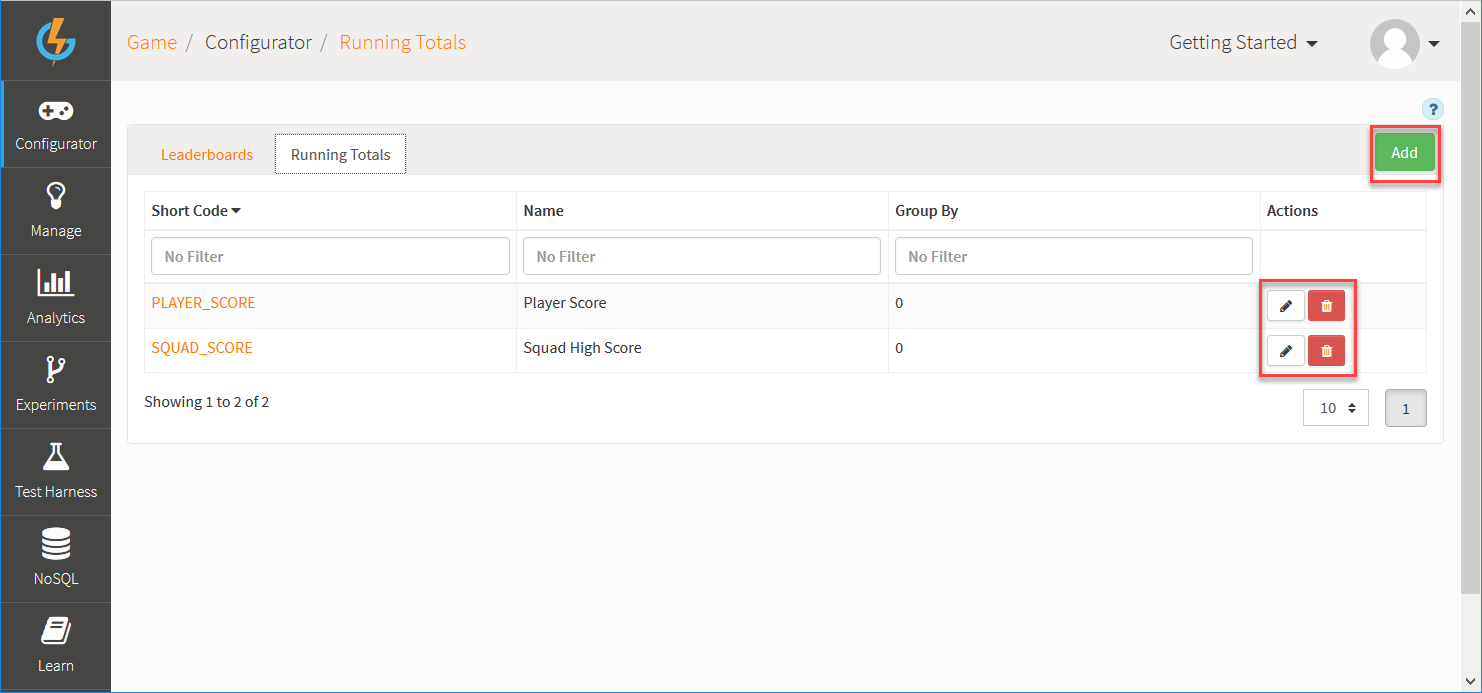 Game / Configurator / Running Totals
Getting Started
Configurator
Manage
Analytics
Experiments
Test Harness
NoSQL
Learn
?
Leaderboards Running Totals Add
Short Code Name Group By Actions
No Filter No Filter No Filter
PLAYER_SCORE Player Score 0
SQUAD_SCORE Squad High Score 0
Showing 1 to 2 of 2
10 1